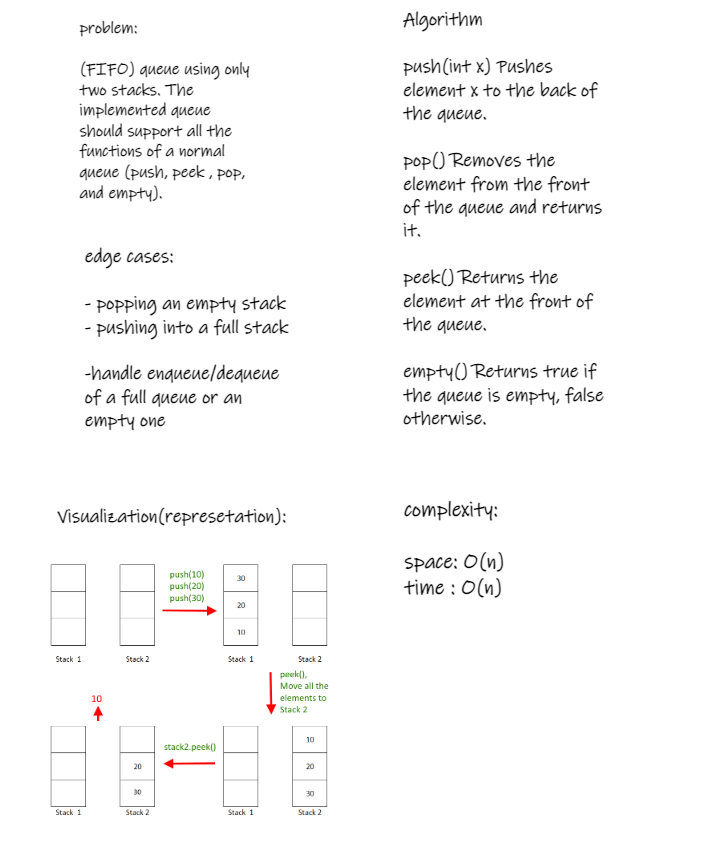 problem:
(FIFO) queue using only
two stacks. The
implemented queue
should support all the
functions of a normal
queue (push, peek , pop,
and empty).
edge cases:
- popping an empty stack
- pushing into a full stack
-handle enqueue/dequeue
of a full queue or an
empty one
Algorithm
push(int x) Pushes
element x to the back of
the queue.
pop() Removes the
element from the front
of the queue and returns
it.
peek() Returns the
element at the front of
the queue.
empty() Returns true if
the queue is empty, false
otherwise.
complexity:
space: O(n)
time : O(n)
Visualization(represetation):
push(10)
push(20)
push(30)
30
20
10
Stack 1
Stack 2
Stack 1
Stack 2
peek(),
Move all the
elements to
Stack 2
10
stack2.peek()
20
30
10
20
30
Stack 1
Stack 2
Stack 1
Stack 2